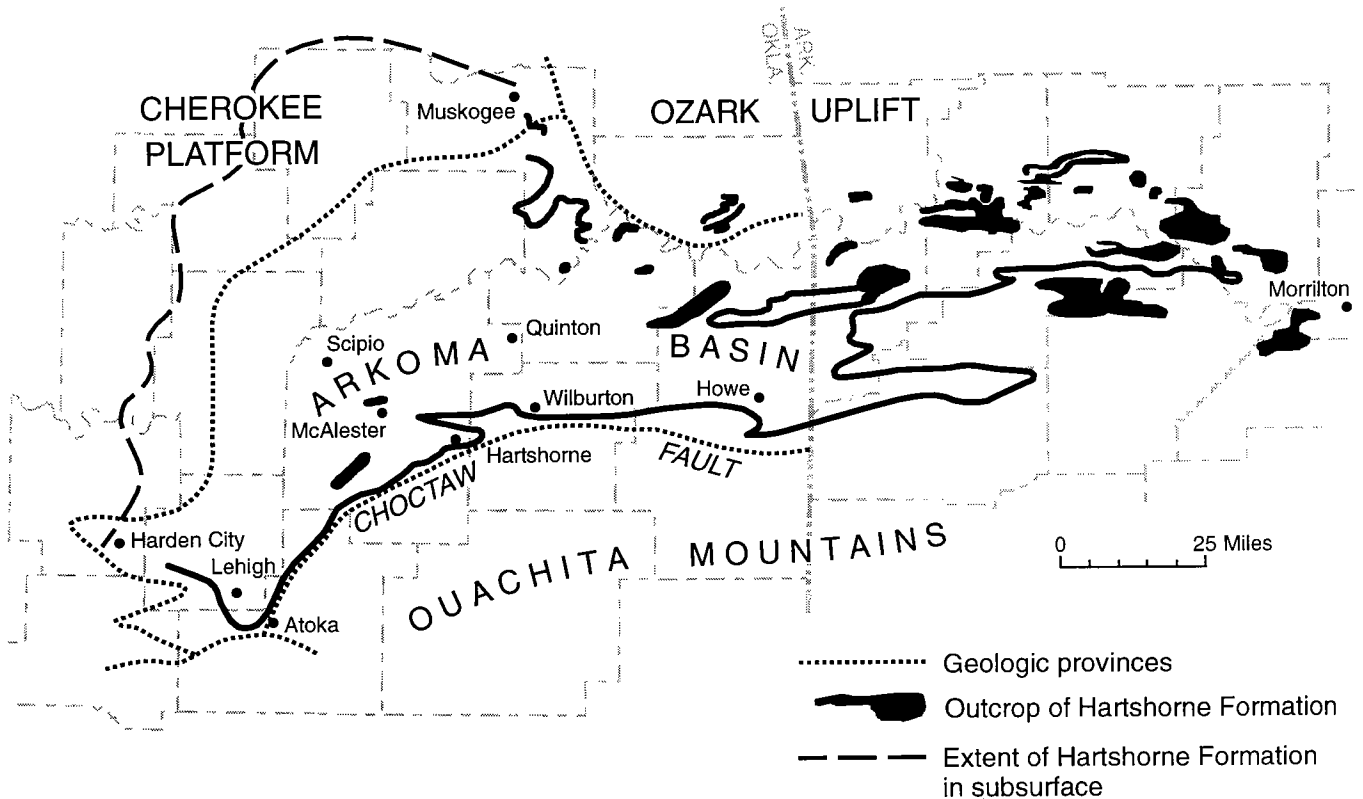 OKLA.
ARK.
CHEROKEE
PLATFORM
Muskogee
OZARK UPLIFT
Scipio
Quinton
ARKOMA BASIN
McAlester
Wilburton
Howe
Hartshorne
CHOCTAW FAULT
Morrilton
Harden City
Lehigh
Atoka
OUACHITA MOUNTAINS
0 25 Miles
Geologic provinces
Outcrop of Hartshorne Formation
Extent of Hartshorne Formation
in subsurface